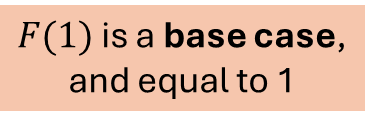 F(1) is a base case,
and equal to 1